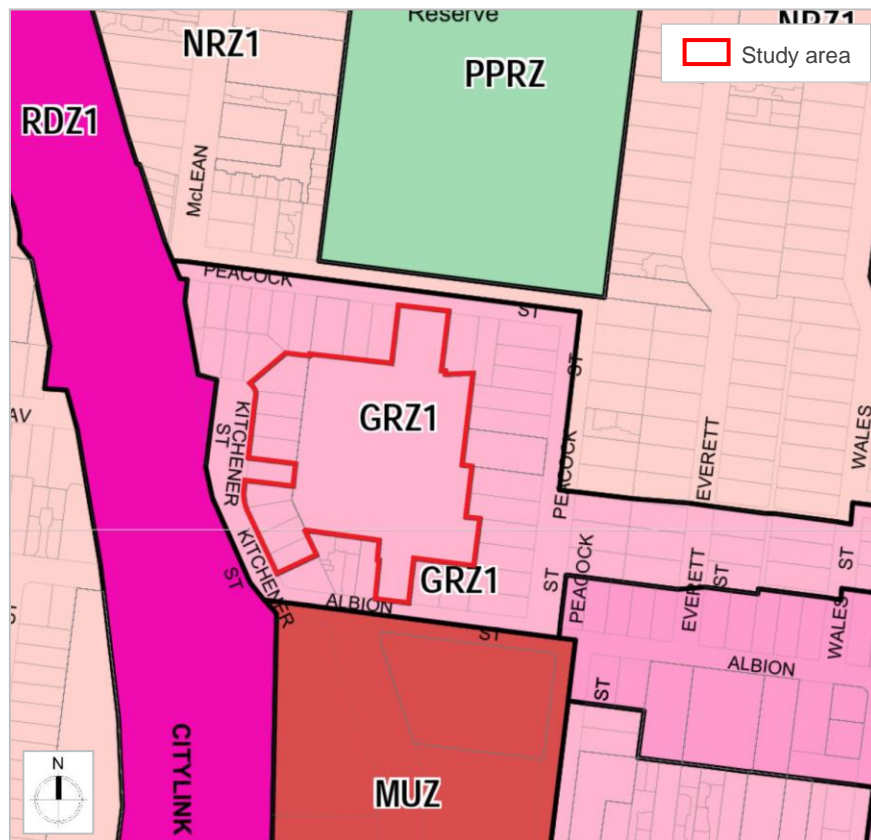 Reserve
NRZ1
NRZ1
Study area
PPRZ
RDZ1
McLEAN
PEACOCK
ST
ST
GRZ1
KITCHENER
ST
AV
PEACOCK
EVERETT
WALES
KITCHENER
ST
GRZ1
ALBION
ST
ST
PEACOCK
EVERETT
ST
WALES
ST
ALBION
ST
N
CITYLINK
MUZ